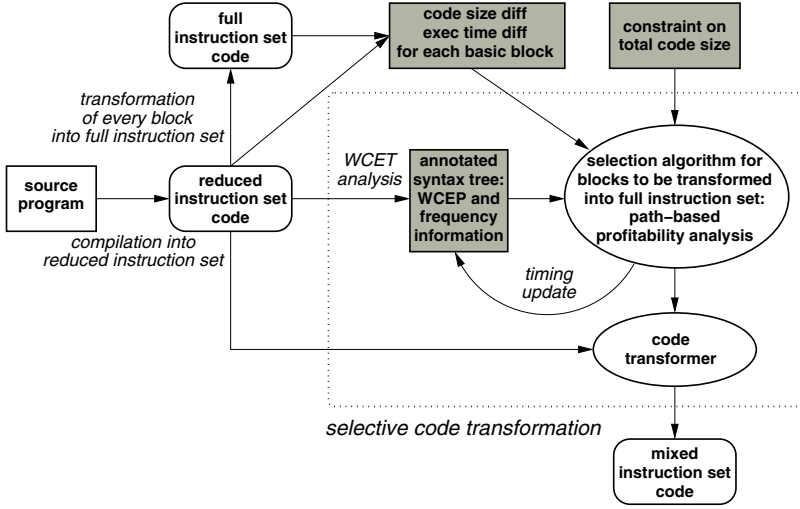 full
instruction set
code
code size diff
exec time diff
for each basic block
constraint on
total code size
transformation
of every block
into full instruction set
source
program
reduced
instruction set
code
compilation into
reduced instruction set
WCET
analysis
annotated
syntax tree:
WCEP and
frequency
information
selection algorithm for
blocks to be transformed
into full instruction set:
path−based
profitability analysis
timing
update
code
transformer
selective code transformation
mixed
instruction set
code